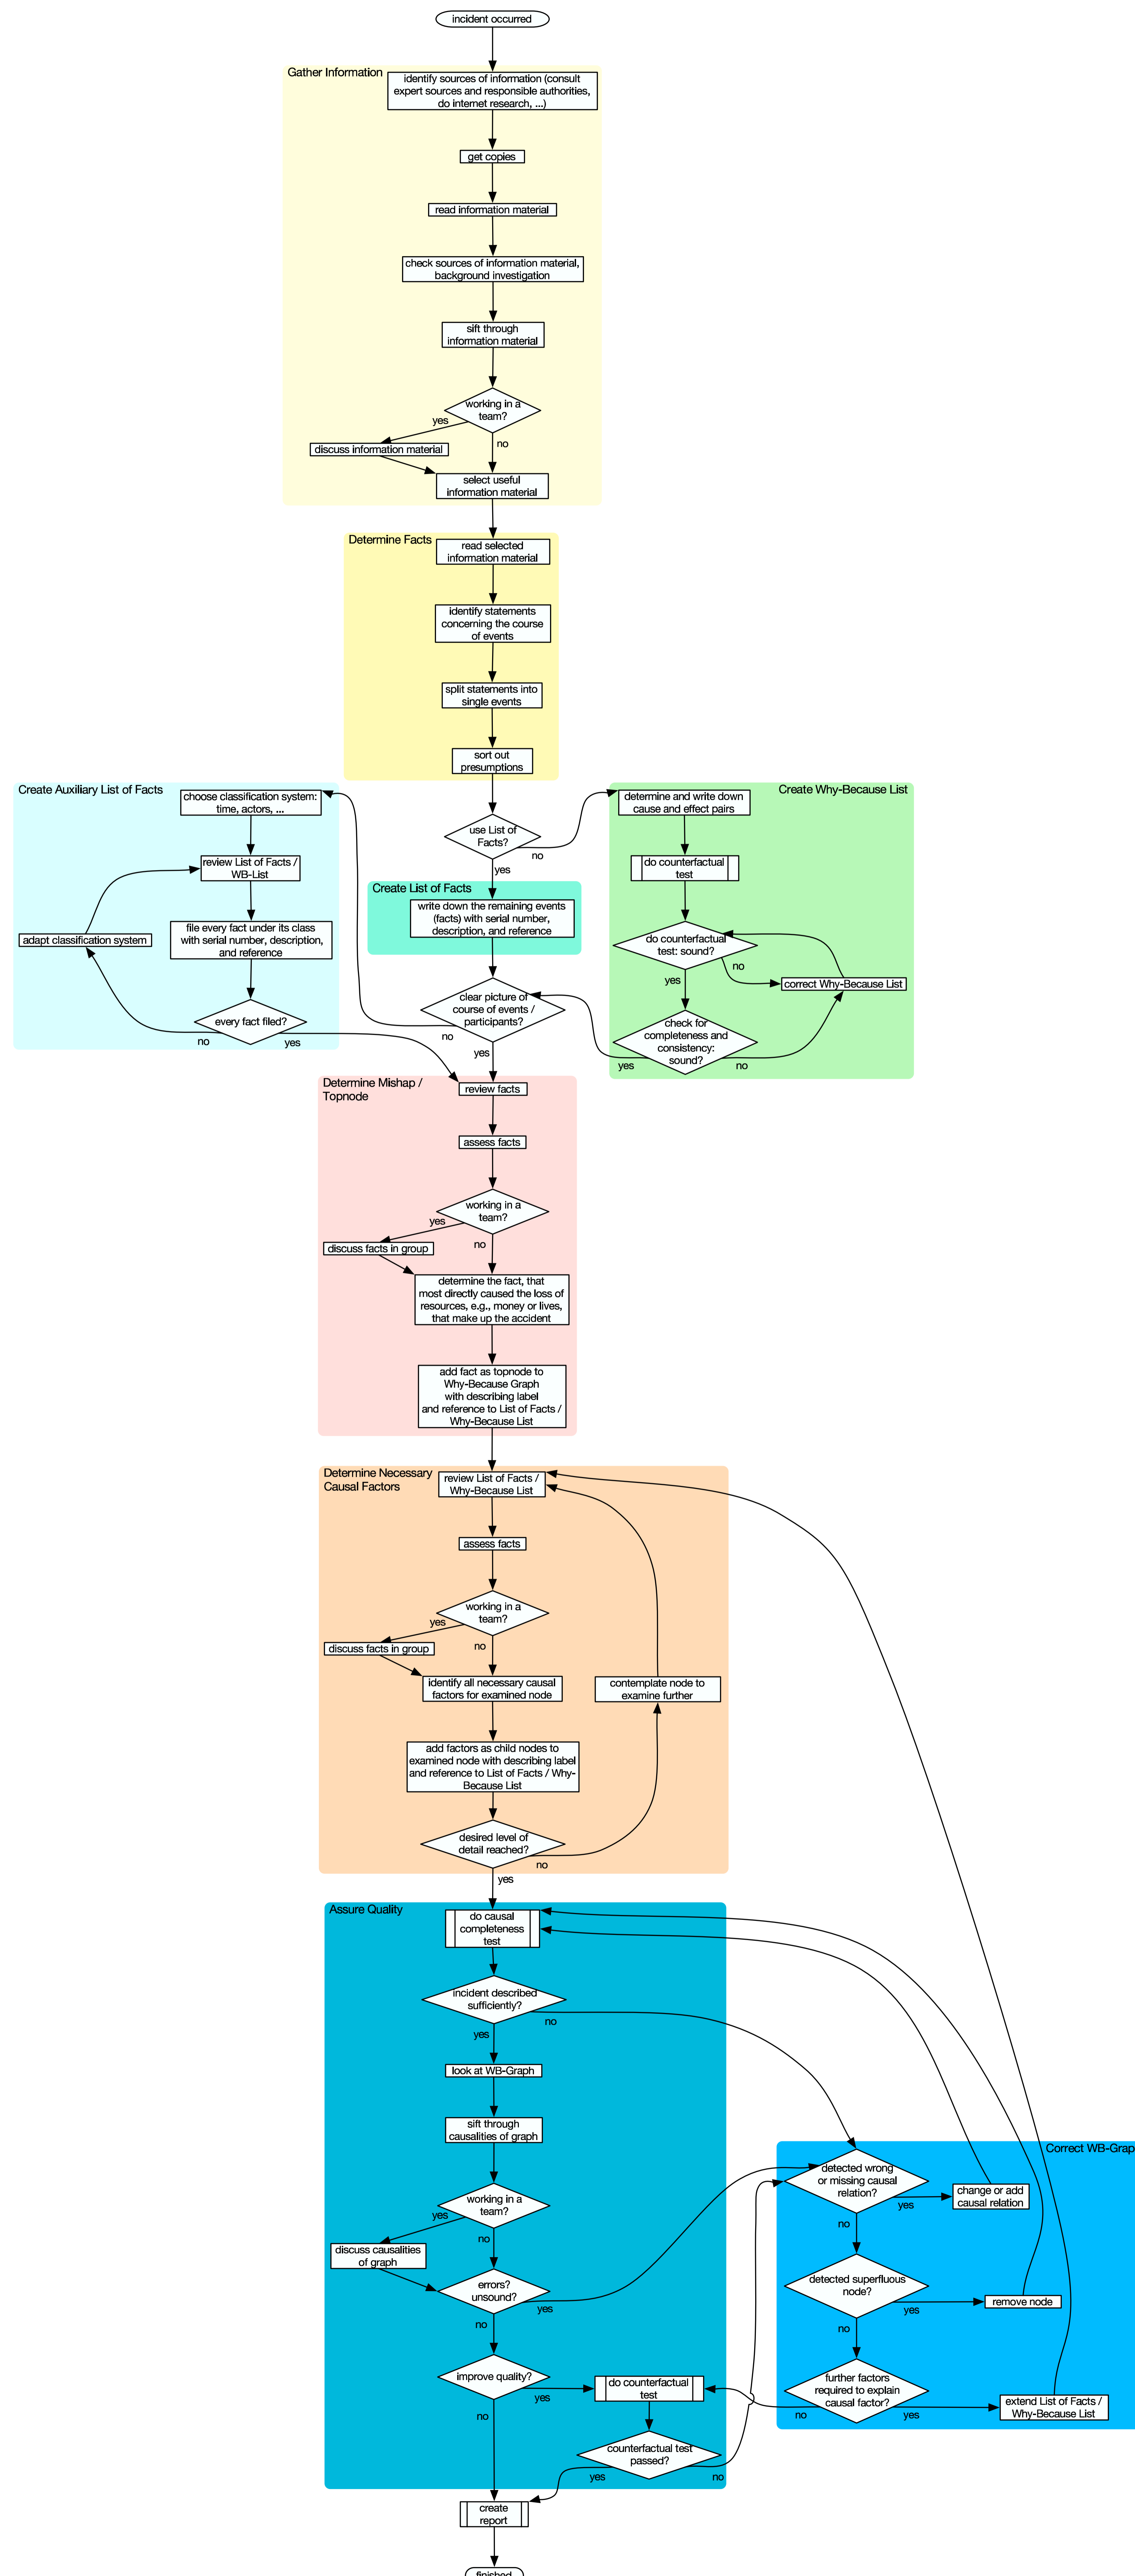 incident occurred
Gather Information
identify sources of information (consult
expert sources and responsible authorities,
do internet research, ...)
get copies
read information material
check sources of information material,
background investigation
sift through
information material
working in a
team?
yes
no
discuss information material
select useful
information material
Determine Facts
read selected
information material
identify statements
concerning the course
of events
split statements into
single events
sort out
presumptions
Create Auxiliary List of Facts
choose classification system:
time, actors, ...
review List of Facts /
WB-List
adapt classification system
file every fact under its class
with serial number, description,
and reference
every fact filed?
no
yes
use List of
Facts?
no
yes
Create List of Facts
write down the remaining events
(facts) with serial number,
description, and reference
clear picture of
course of events /
participants?
no
yes
Create Why-Because List
determine and write down
cause and effect pairs
do counterfactual
test
do counterfactual
test: sound?
no
yes
correct Why-Because List
check for
completeness and
consistency:
sound?
yes
no
Determine Mishap /
Topnode
review facts
assess facts
working in a
team?
yes
no
discuss facts in group
determine the fact, that
most directly caused the loss of
resources, e.g., money or lives,
that make up the accident
add fact as topnode to
Why-Because Graph
with describing label
and reference to List of Facts /
Why-Because List
Determine Necessary
Causal Factors
review List of Facts /
Why-Because List
assess facts
working in a
team?
yes
no
discuss facts in group
identify all necessary causal
factors for examined node
contemplate node to
examine further
add factors as child nodes to
examined node with describing label
and reference to List of Facts / Why-
Because List
desired level of
detail reached?
no
yes
Assure Quality
do causal
completeness
test
incident described
sufficiently?
no
yes
look at WB-Graph
sift through
causalities of graph
working in a
team?
yes
no
discuss causalities
of graph
errors?
unsound?
yes
no
improve quality?
yes
no
do counterfactual
test
counterfactual test
passed?
yes
no
Correct WB-Grap
detected wrong
or missing causal
relation?
yes
no
change or add
causal relation
detected superfluous
node?
yes
no
remove node
further factors
required to explain
causal factor?
no
yes
extend List of Facts /
Why-Because List
create
report
finished